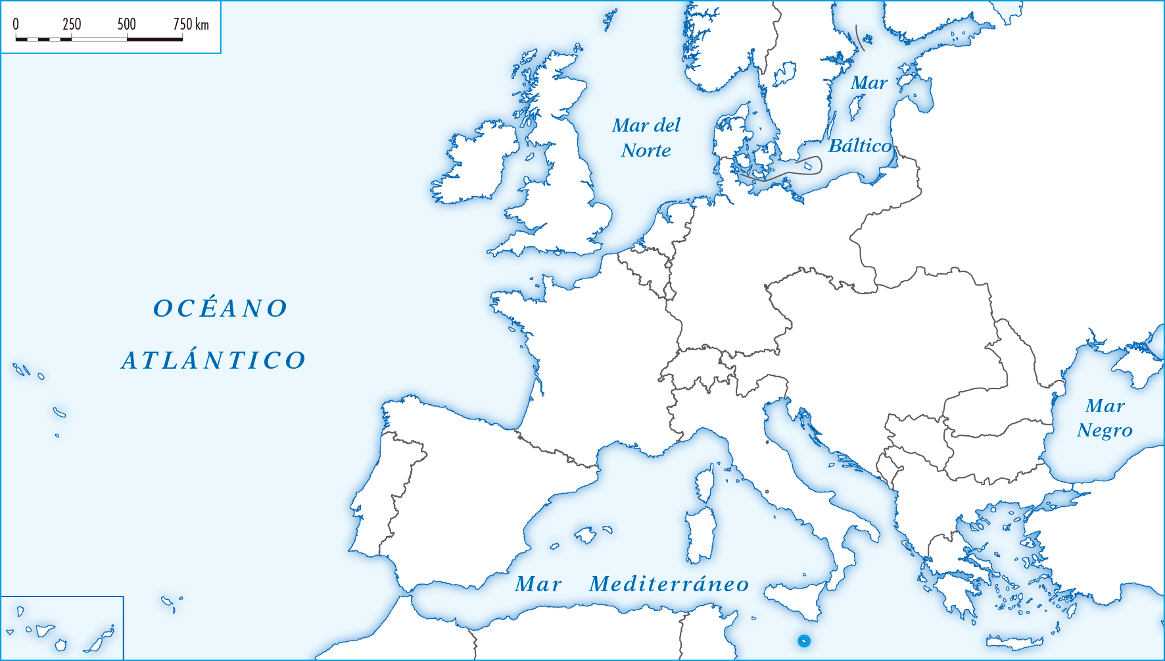 0 250 500 750 km
Mar del
Norte
Mar
Báltico
OCÉANO
ATLÁNTICO
Mar
Negro
Mar Mediterráneo